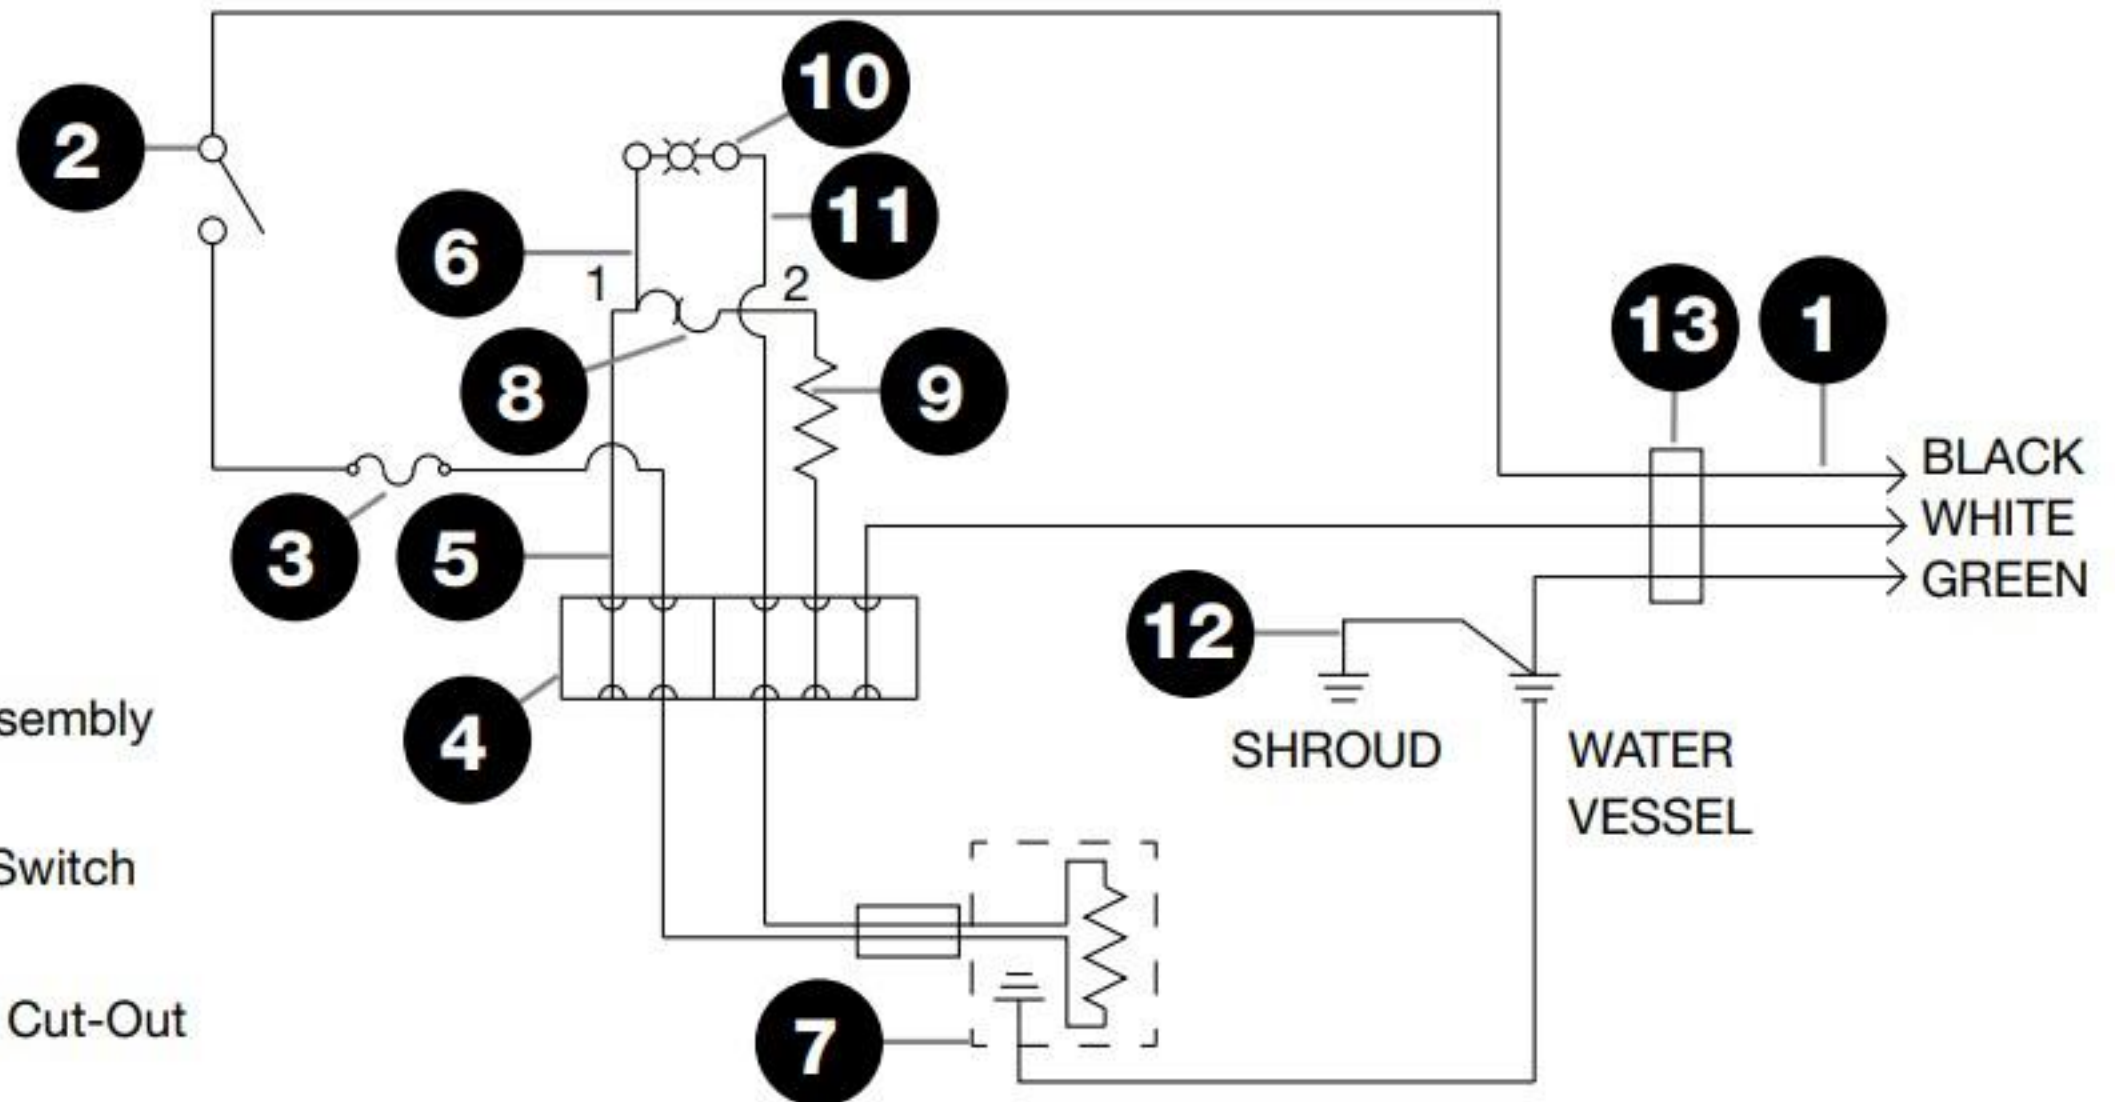 10
2
11
6
1
2
13
1
8
9
BLACK
WHITE
GREEN
3
5
12
4
SHROUD
WATER
VESSEL
sembly
Switch
Cut-Out
7